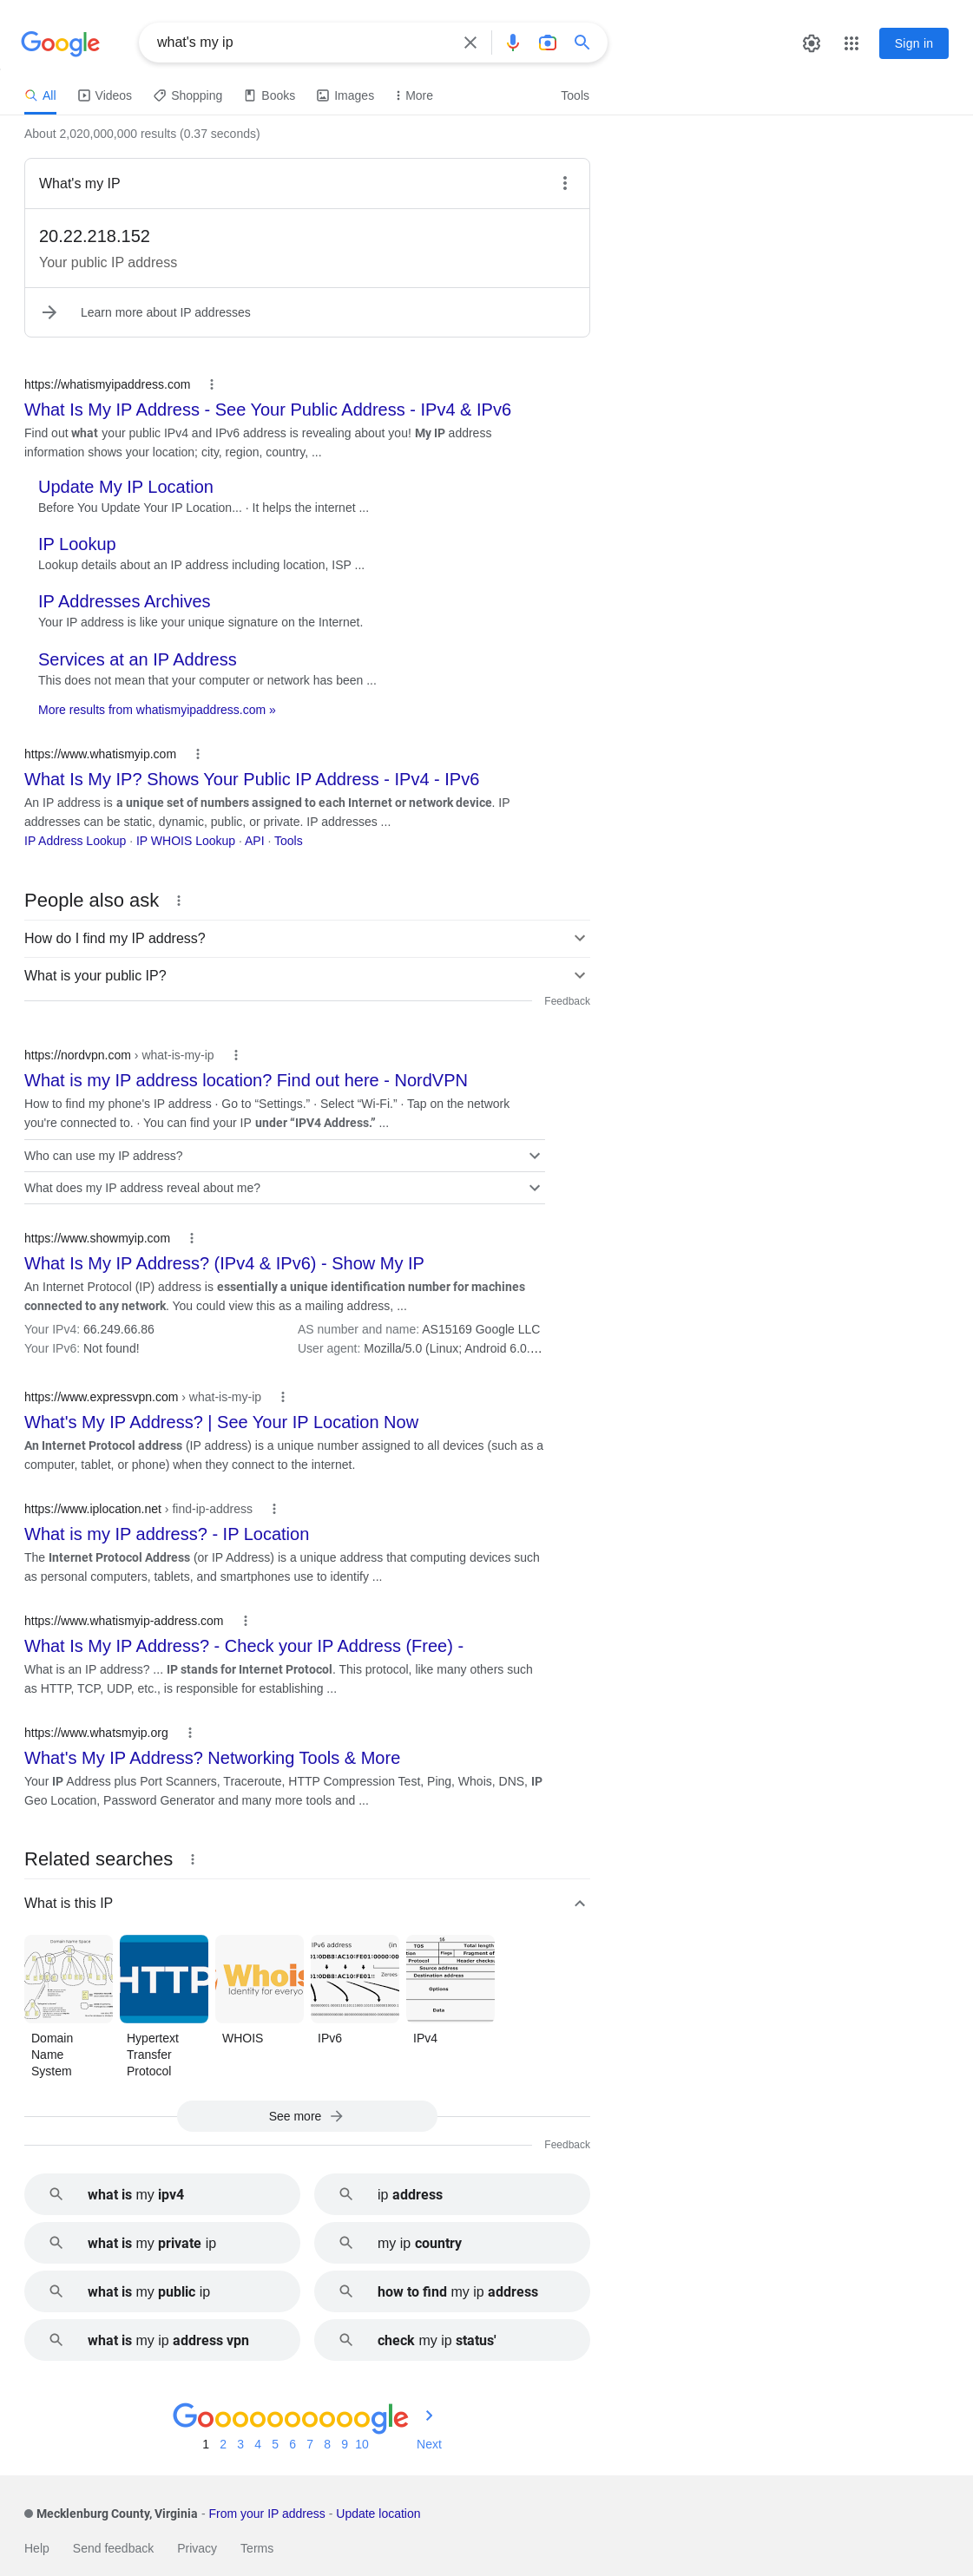 Google
what's my ip
Sign in
All
Videos
Shopping
Books
Images
More
Tools
About 2,020,000,000 results (0.37 seconds)
What's my IP
20.22.218.152
Your public IP address
Learn more about IP addresses
https://whatismyipaddress.com
What Is My IP Address - See Your Public Address - IPv4 & IPv6
Find out what your public IPv4 and IPv6 address is revealing about you! My IP address
information shows your location; city, region, country, ...
Update My IP Location
Before You Update Your IP Location... · It helps the internet ...
IP Lookup
Lookup details about an IP address including location, ISP ...
IP Addresses Archives
Your IP address is like your unique signature on the Internet.
Services at an IP Address
This does not mean that your computer or network has been ...
More results from whatismyipaddress.com »
https://www.whatismyip.com
What Is My IP? Shows Your Public IP Address - IPv4 - IPv6
An IP address is a unique set of numbers assigned to each Internet or network device. IP
addresses can be static, dynamic, public, or private. IP addresses ...
IP Address Lookup · IP WHOIS Lookup · API · Tools
People also ask
How do I find my IP address?
What is your public IP?
Feedback
https://nordvpn.com › what-is-my-ip
What is my IP address location? Find out here - NordVPN
How to find my phone's IP address · Go to “Settings.” · Select “Wi-Fi.” · Tap on the network
you're connected to. · You can find your IP under “IPV4 Address.” ...
Who can use my IP address?
What does my IP address reveal about me?
https://www.showmyip.com
What Is My IP Address? (IPv4 & IPv6) - Show My IP
An Internet Protocol (IP) address is essentially a unique identification number for machines
connected to any network. You could view this as a mailing address, ...
Your IPv4: 66.249.66.86
AS number and name: AS15169 Google LLC
Your IPv6: Not found!
User agent: Mozilla/5.0 (Linux; Android 6.0.…
https://www.expressvpn.com › what-is-my-ip
What's My IP Address? | See Your IP Location Now
An Internet Protocol address (IP address) is a unique number assigned to all devices (such as a
computer, tablet, or phone) when they connect to the internet.
https://www.iplocation.net › find-ip-address
What is my IP address? - IP Location
The Internet Protocol Address (or IP Address) is a unique address that computing devices such
as personal computers, tablets, and smartphones use to identify ...
https://www.whatismyip-address.com
What Is My IP Address? - Check your IP Address (Free) -
What is an IP address? ... IP stands for Internet Protocol. This protocol, like many others such
as HTTP, TCP, UDP, etc., is responsible for establishing ...
https://www.whatsmyip.org
What's My IP Address? Networking Tools & More
Your IP Address plus Port Scanners, Traceroute, HTTP Compression Test, Ping, Whois, DNS, IP
Geo Location, Password Generator and many more tools and ...
Related searches
What is this IP
Domain Name Space
HTTP
Whois
Identity for everyo
IPv6 address (in
Zeroes
16
TOS Total length
Flags Fragment of
Protocol Header checks
Source address
Destination address
Options
Data
Domain
Name
System
Hypertext
Transfer
Protocol
WHOIS
IPv6
IPv4
See more
Feedback
what is my ipv4
ip address
what is my private ip
my ip country
what is my public ip
how to find my ip address
what is my ip address vpn
check my ip status'
Goooooooooogle
1 2 3 4 5 6 7 8 9 10
Next
Mecklenburg County, Virginia - From your IP address - Update location
Help
Send feedback
Privacy
Terms